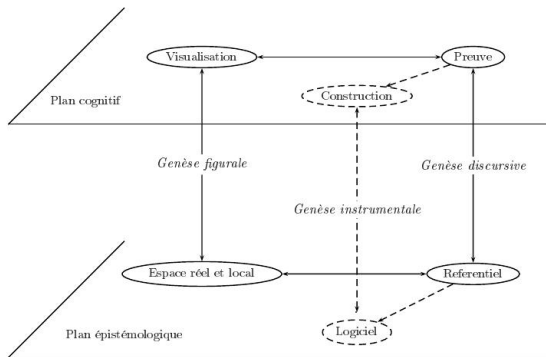 Visualisation
Preuve
Construction
Plan cognitif
Genèse figurale
Genèse discursive
Genèse instrumentale
Espace réel et local
Referentiel
Logiciel
Plan épistémologique